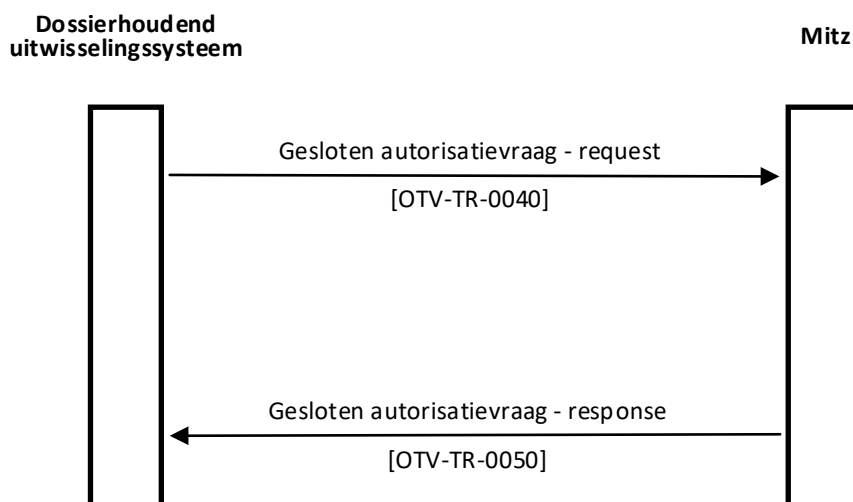 Dossierhoudend
uitwisselingssysteem
Mitz
Gesloten autorisatievraag - request
[OTV-TR-0040]
Gesloten autorisatievraag - response
[OTV-TR-0050]